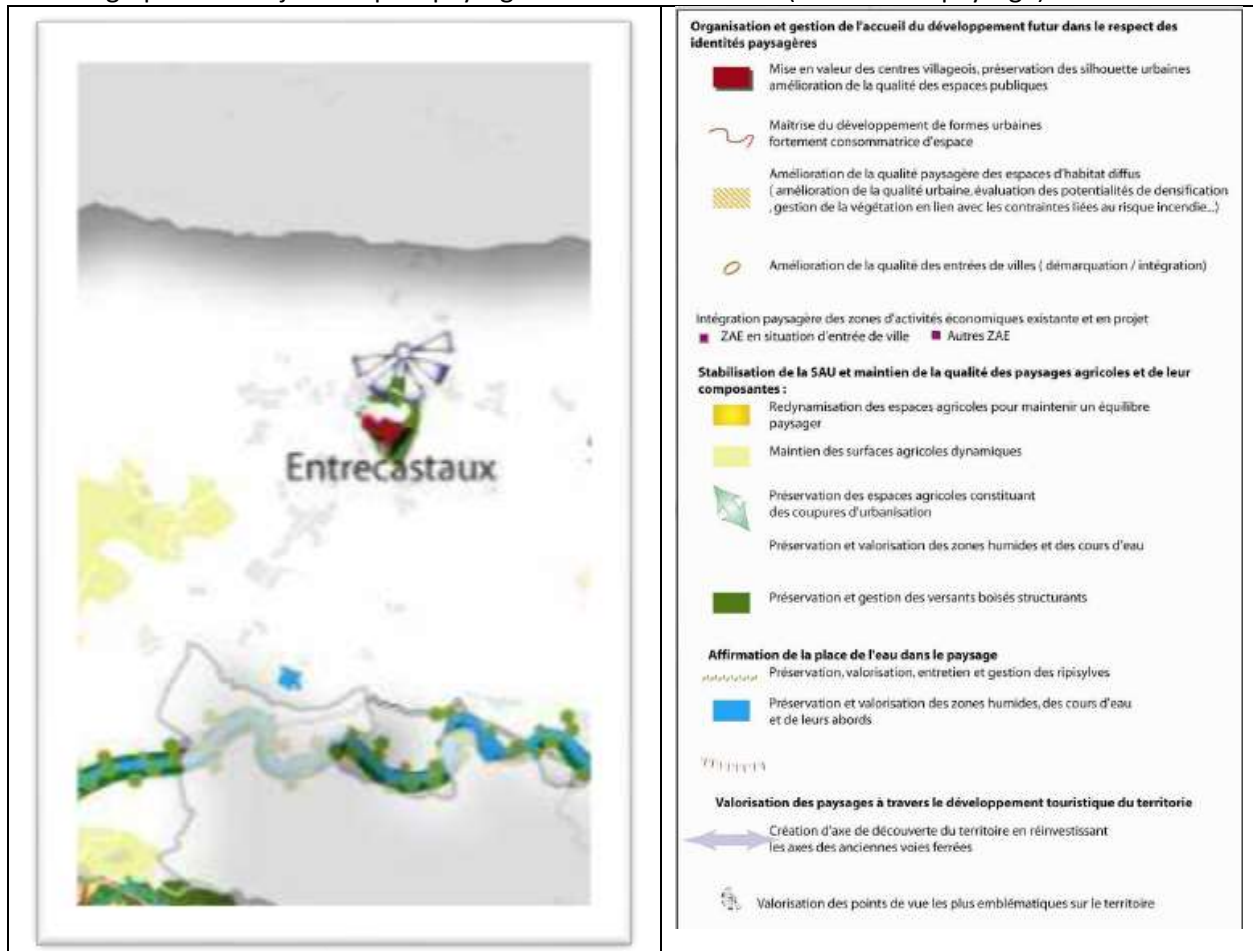 Entrecastaux
Organisation et gestion de l'accueil du développement futur dans le respect des
identités paysagères
Mise en valeur des centres villageois, préservation des silhouette urbaines
amélioration de la qualité des espaces publiques
Maîtrise du développement de formes urbaines
fortement consommatrice d'espace
Amélioration de la qualité paysagère des espaces d'habitat diffus
( amélioration de la qualité urbaine, évaluation des potentialités de densification
, gestion de la végétation en lien avec les contraintes liées au risque incendie...)
Amélioration de la qualité des entrées de villes ( démarquation / intégration)
Intégration paysagère des zones d'activités économiques existante et en projet
ZAE en situation d'entrée de ville Autres ZAE
Stabilisation de la SAU et maintien de la qualité des paysages agricoles et de leur
composantes :
Redynamisation des espaces agricoles pour maintenir un équilibre
paysager
Maintien des surfaces agricoles dynamiques
Préservation des espaces agricoles constituant
des coupures d'urbanisation
Préservation et valorisation des zones humides et des cours d'eau
Préservation et gestion des versants boisés structurants
Affirmation de la place de l'eau dans le paysage
Préservation, valorisation, entretien et gestion des ripisylves
Préservation et valorisation des zones humides, des cours d'eau
et de leurs abords
Valorisation des paysages à travers le développement touristique du territorie
Création d'axe de découverte du territoire en réinvestissant
les axes des anciennes voies ferrées
Valorisation des points de vue les plus emblématiques sur le territoire